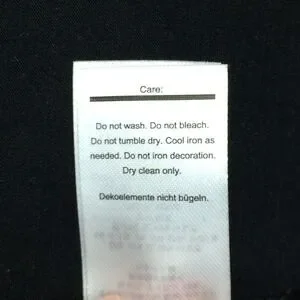 Care:
Do not wash. Do not bleach.
Do not tumble dry. Cool iron as
needed. Do not iron decoration.
Dry clean only.
Dekoelemente nicht bügeln.